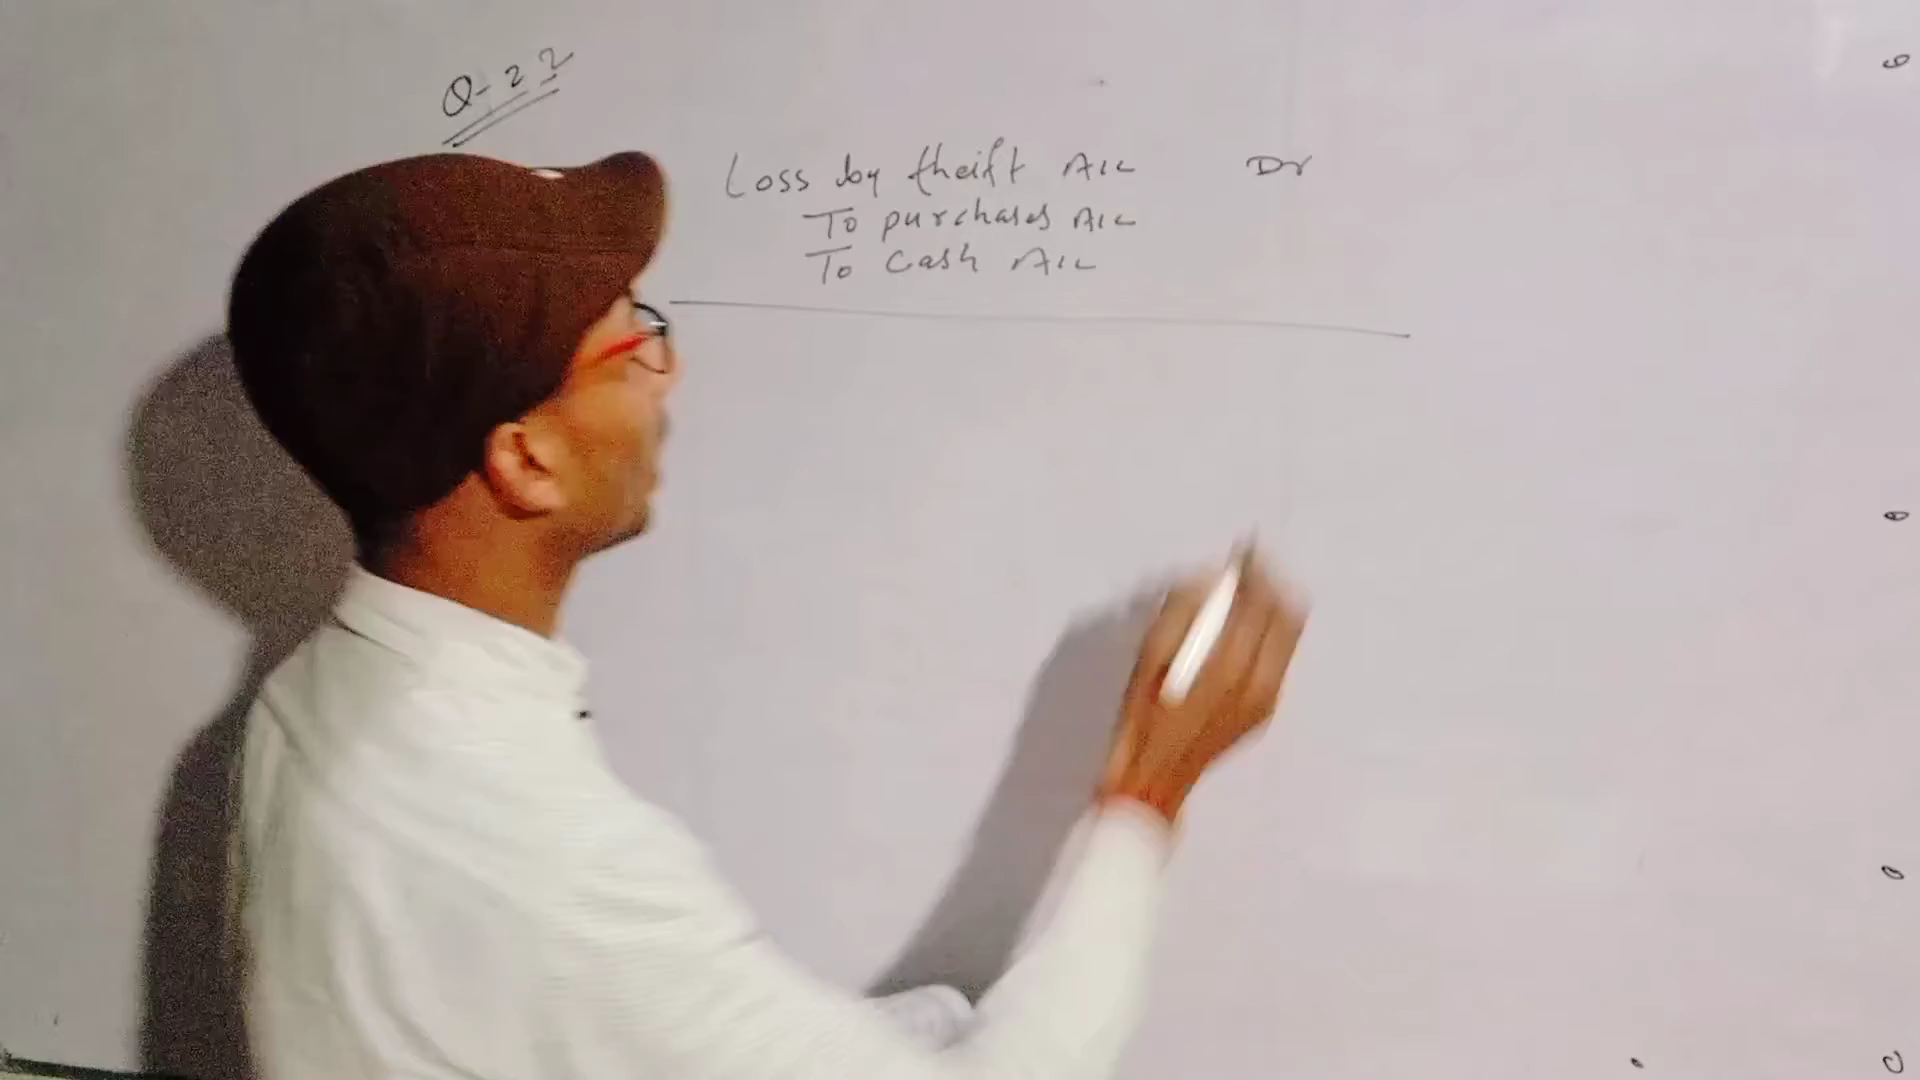 Q-22
Loss by theift A/c Dr
To purchases A/c
To Cash A/c